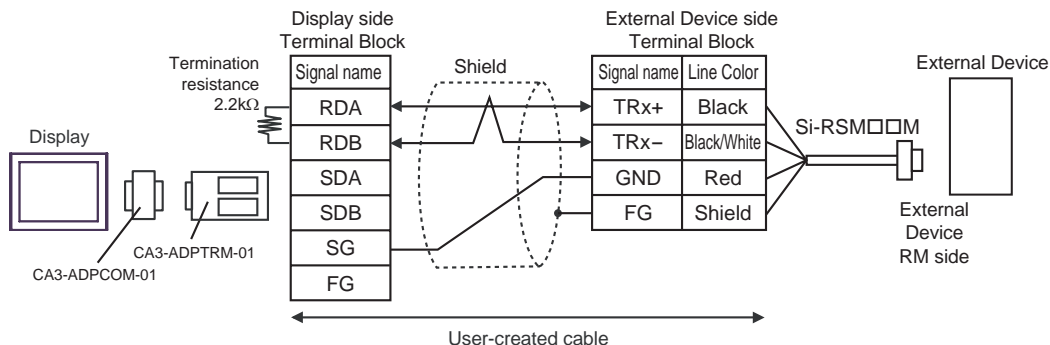 Display side
Terminal Block
External Device side
Terminal Block
Termination
resistance
2.2kΩ
Signal name
Shield
Signal name
Line Color
External Device
RDA
TRx+
Black
Si-RSM□□M
Display
RDB
TRx−
Black/White
SDA
GND
Red
SDB
FG
Shield
External
Device
RM side
SG
CA3-ADPTRM-01
CA3-ADPCOM-01
FG
User-created cable